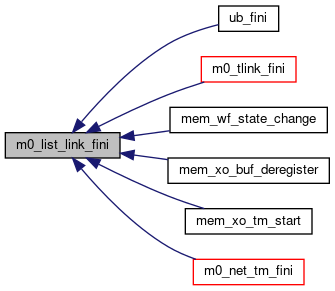 ub_fini
m0_tlink_fini
mem_wf_state_change
m0_list_link_fini
mem_xo_buf_deregister
mem_xo_tm_start
m0_net_tm_fini